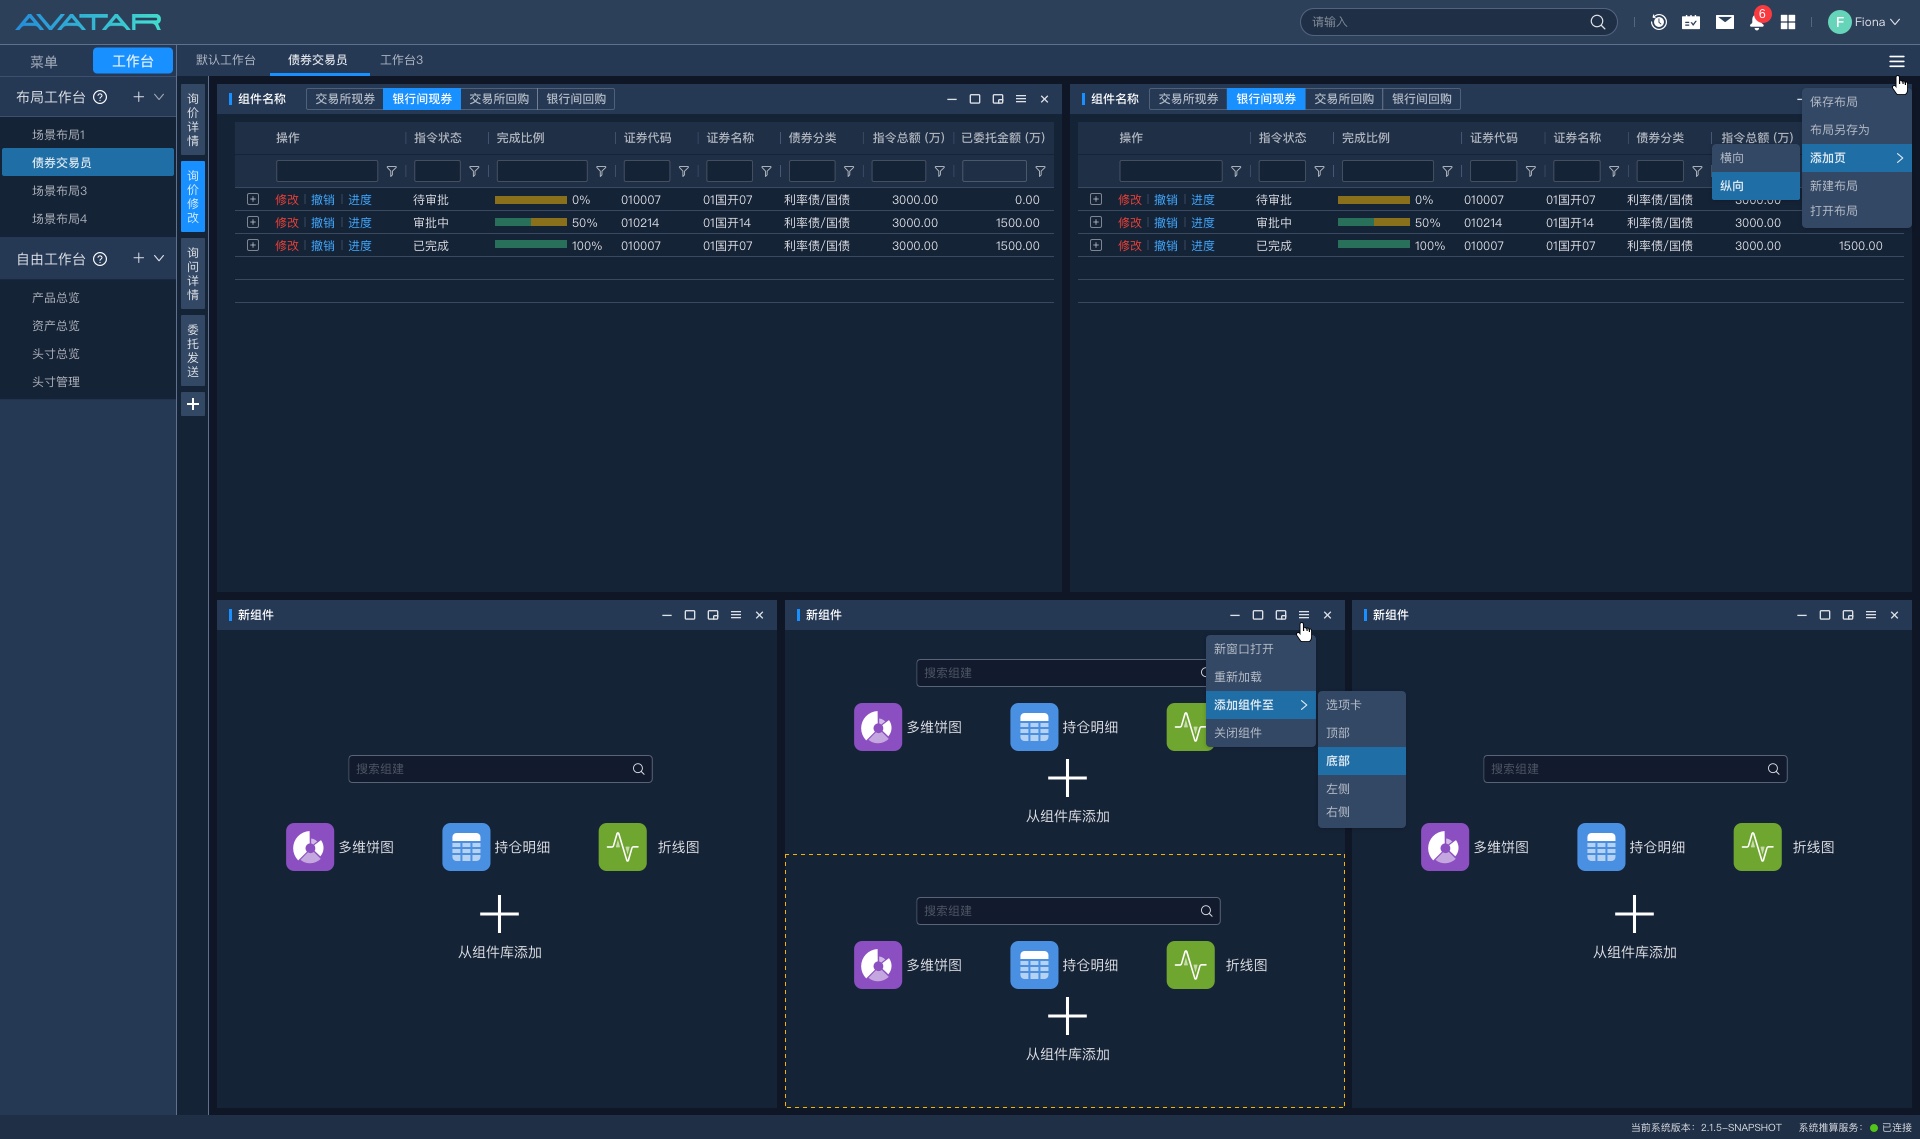 AVATAR
请输入
6
F
Fiona
菜单
工作台
默认工作台
债券交易员
工作台3
布局工作台
场景布局1
债券交易员
场景布局3
场景布局4
自由工作台
产品总览
资产总览
头寸总览
头寸管理
询价详情
询价修改
询问详情
委托发送
组件名称 交易所现券 银行间现券 交易所回购 银行间回购
操作 指令状态 完成比例 证券代码 证券名称 债券分类 指令总额 (万) 已委托金额 (万)
修改 撤销 进度 待审批 0% 010007 01国开07 利率债/国债 3000.00 0.00
修改 撤销 进度 审批中 50% 010214 01国开14 利率债/国债 3000.00 1500.00
修改 撤销 进度 已完成 100% 010007 01国开07 利率债/国债 3000.00 1500.00
组件名称 交易所现券 银行间现券 交易所回购 银行间回购
操作 指令状态 完成比例 证券代码 证券名称 债券分类 指令总额 (万)
修改 撤销 进度 待审批 0% 010007 01国开07 利率债/国债 3000.00
修改 撤销 进度 审批中 50% 010214 01国开14 利率债/国债 3000.00
修改 撤销 进度 已完成 100% 010007 01国开07 利率债/国债 3000.00 1500.00
保存布局
布局另存为
添加页
新建布局
打开布局
横向
纵向
新组件
搜索组建
多维饼图 持仓明细 折线图
从组件库添加
新组件
搜索组建
多维饼图 持仓明细
从组件库添加
新窗口打开
重新加载
添加组件至
关闭组件
选项卡
顶部
底部
左侧
右侧
搜索组建
多维饼图 持仓明细 折线图
从组件库添加
新组件
搜索组建
多维饼图 持仓明细 折线图
从组件库添加
当前系统版本：2.1.5-SNAPSHOT 系统推算服务： 已连接